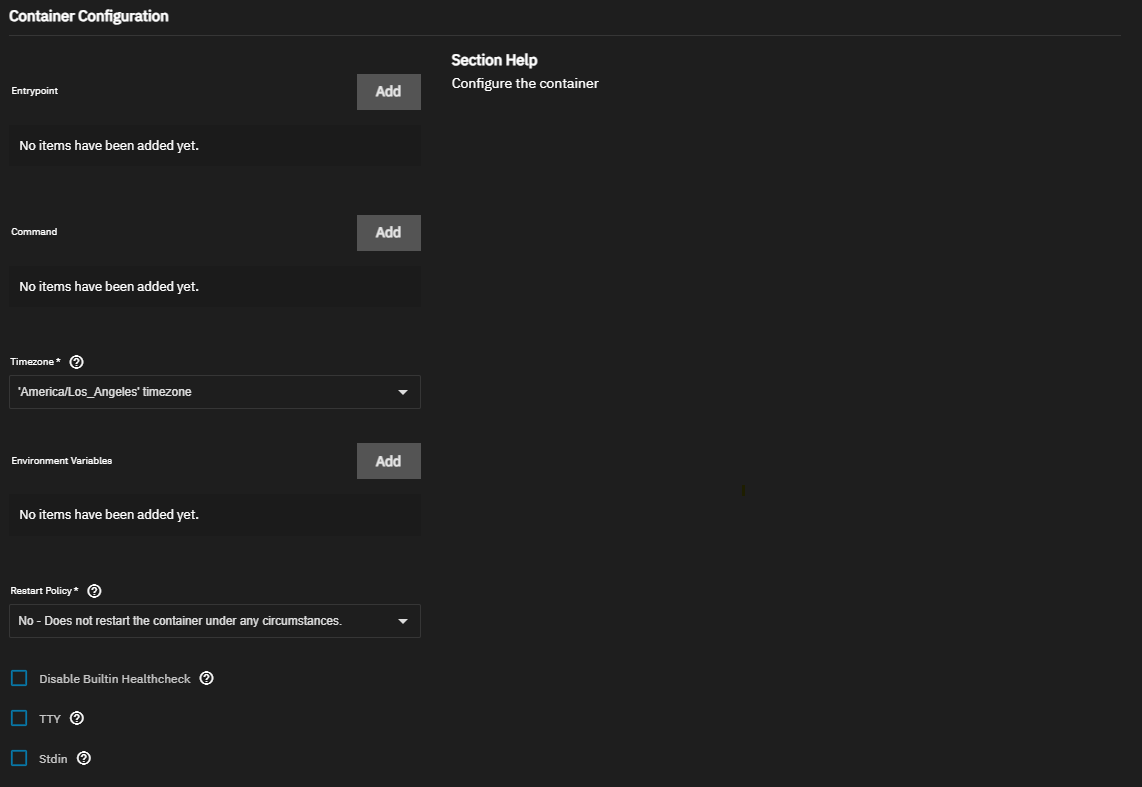 Container Configuration
Section Help
Configure the container
Entrypoint
Add
No items have been added yet.
Command
Add
No items have been added yet.
Timezone *
'America/Los_Angeles' timezone
Environment Variables
Add
No items have been added yet.
Restart Policy *
No - Does not restart the container under any circumstances.
Disable Builtin Healthcheck
TTY
Stdin